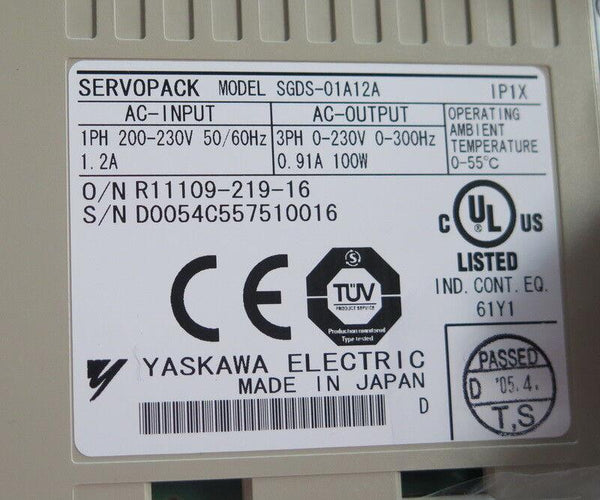 SERVOPACK MODEL SGDS-01A12A IP1X
AC-INPUT AC-OUTPUT
1PH 200-230V 50/60Hz 3PH 0-230V 0-300Hz
1.2A 0.91A 100W
OPERATING
AMBIENT
TEMPERATURE
0-55°C
O/N R11109-219-16
S/N D0054C557510016
C UL ® US
LISTED
IND. CONT. EQ.
61Y1
CE
S
TÜV
PRODUCT SERVICE
Production monitored
Type tested
YASKAWA ELECTRIC
MADE IN JAPAN
D
PASSED
D '05.4.
T,S